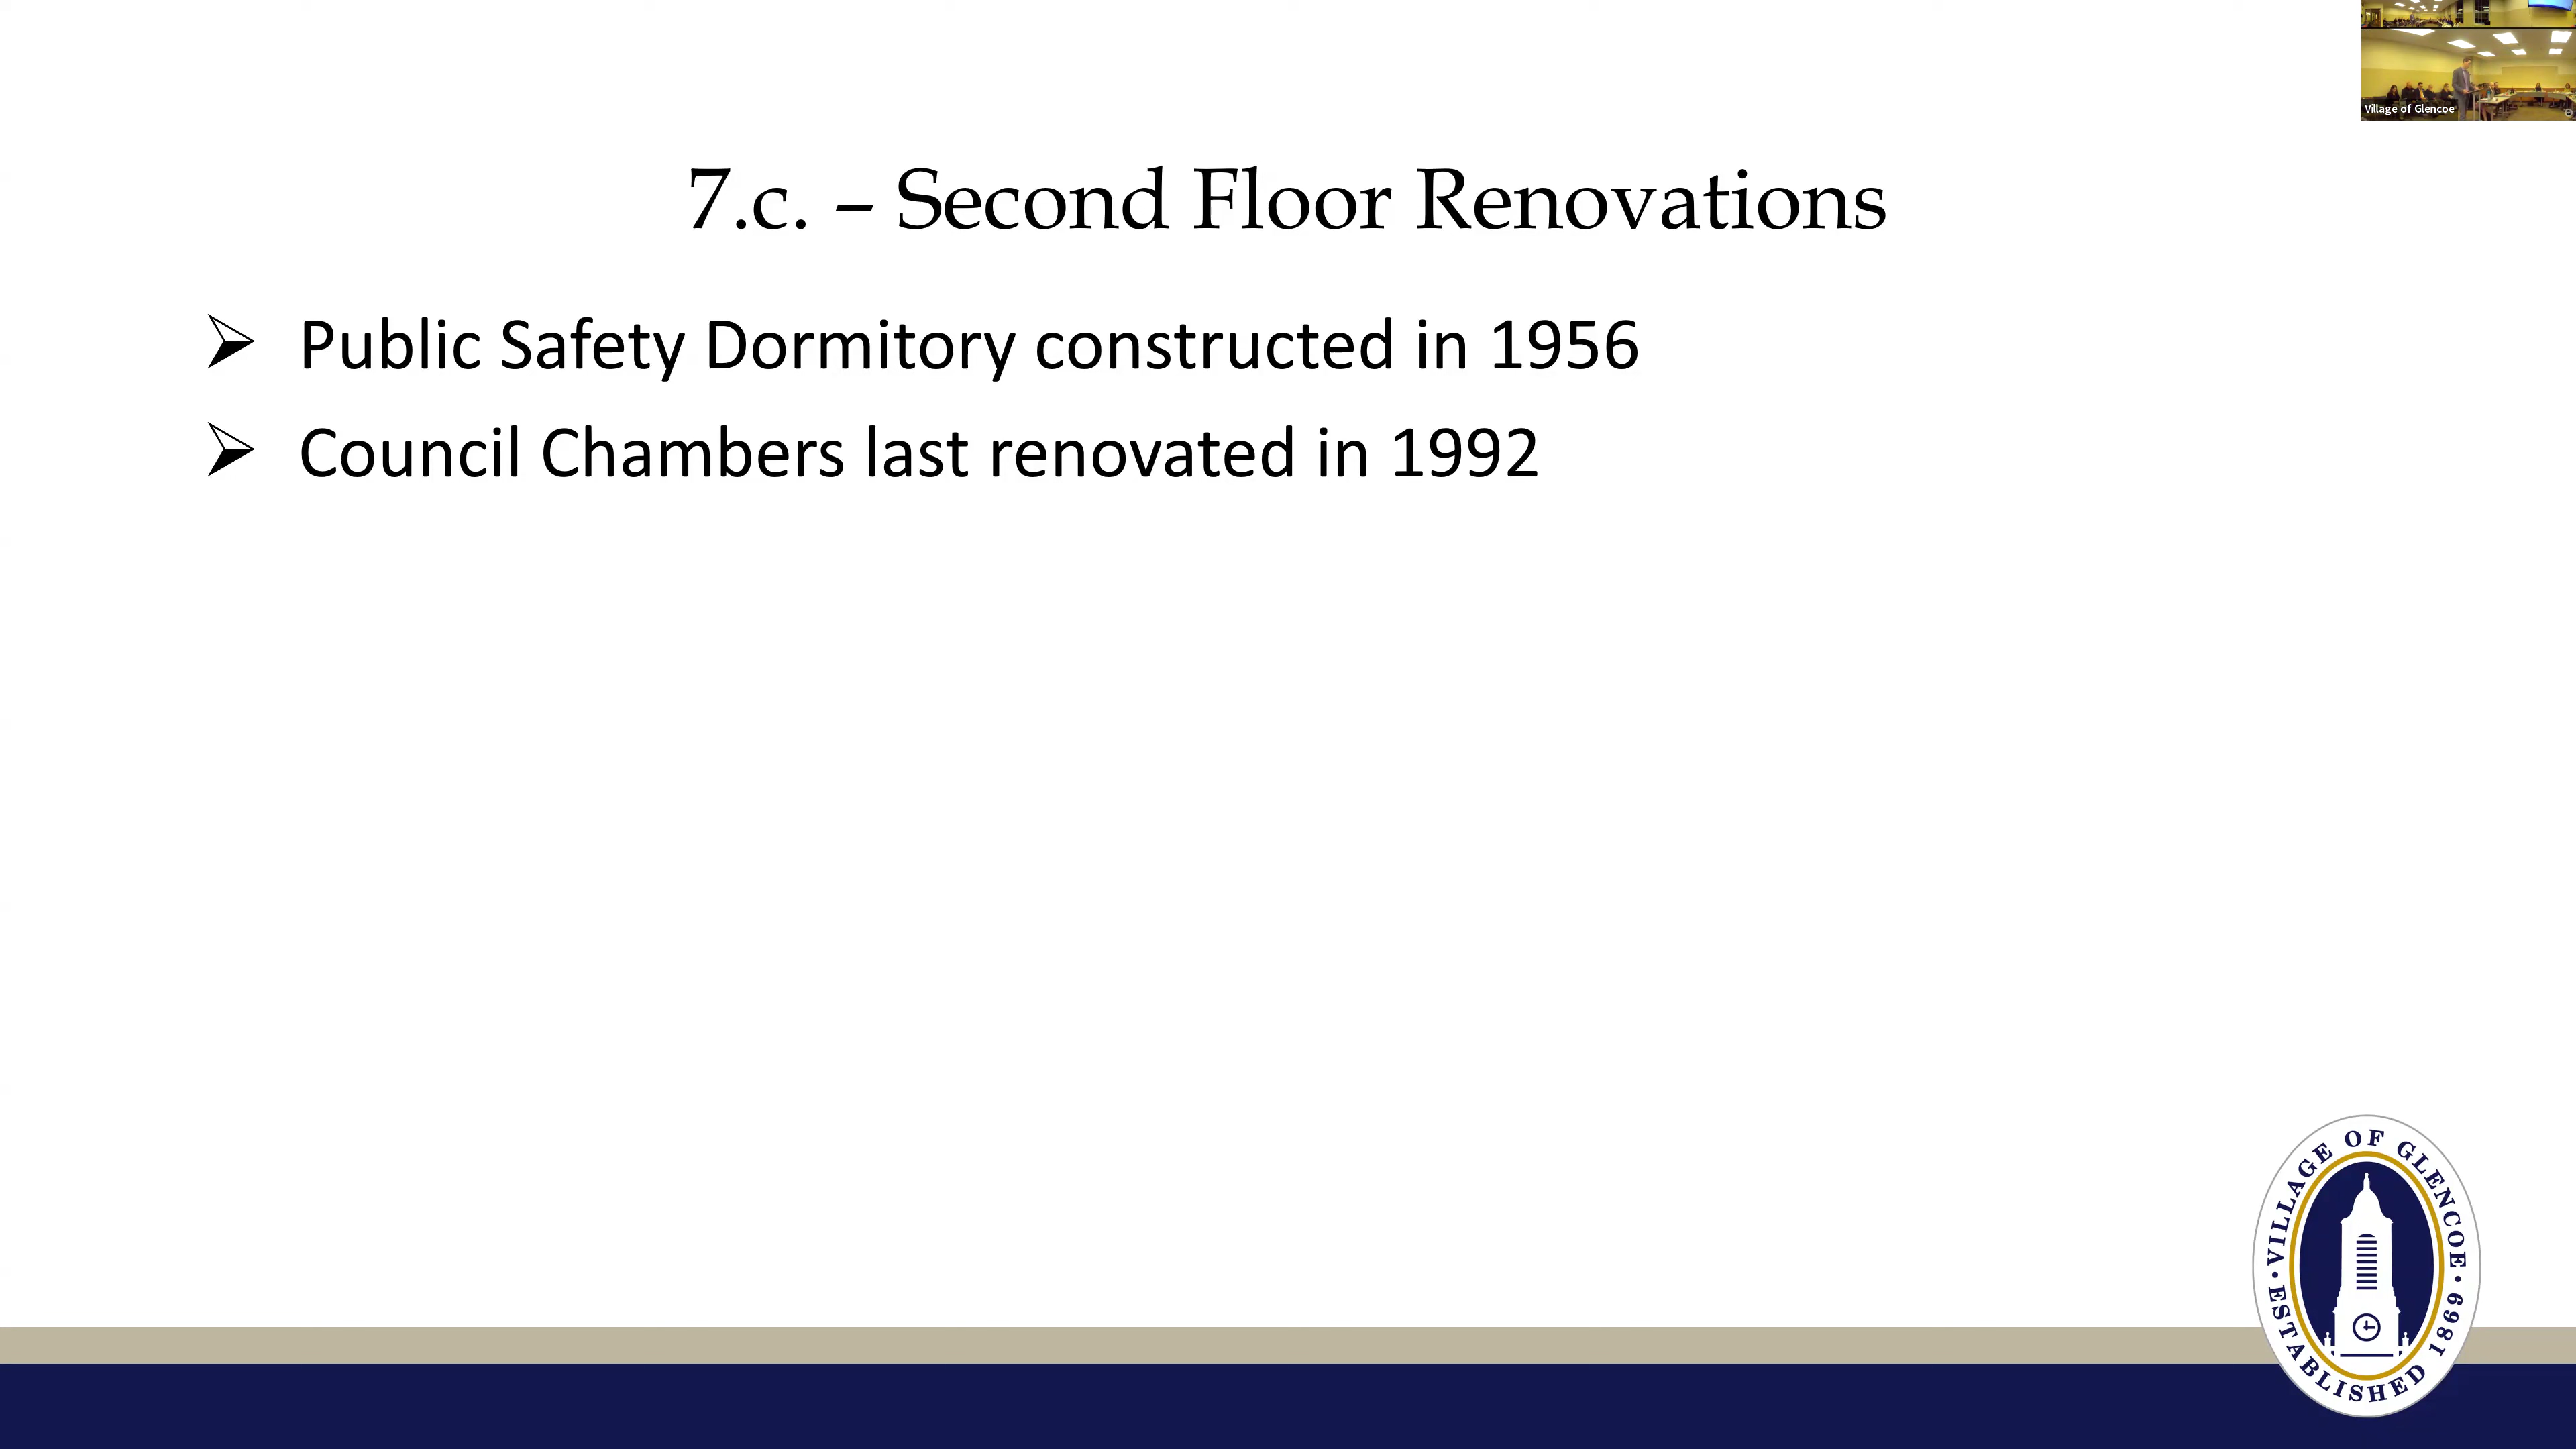 Village of Glencoe
7.c. – Second Floor Renovations
➢ Public Safety Dormitory constructed in 1956
➢ Council Chambers last renovated in 1992
VILLAGE OF GLENCOE
• ESTABLISHED 1869 •